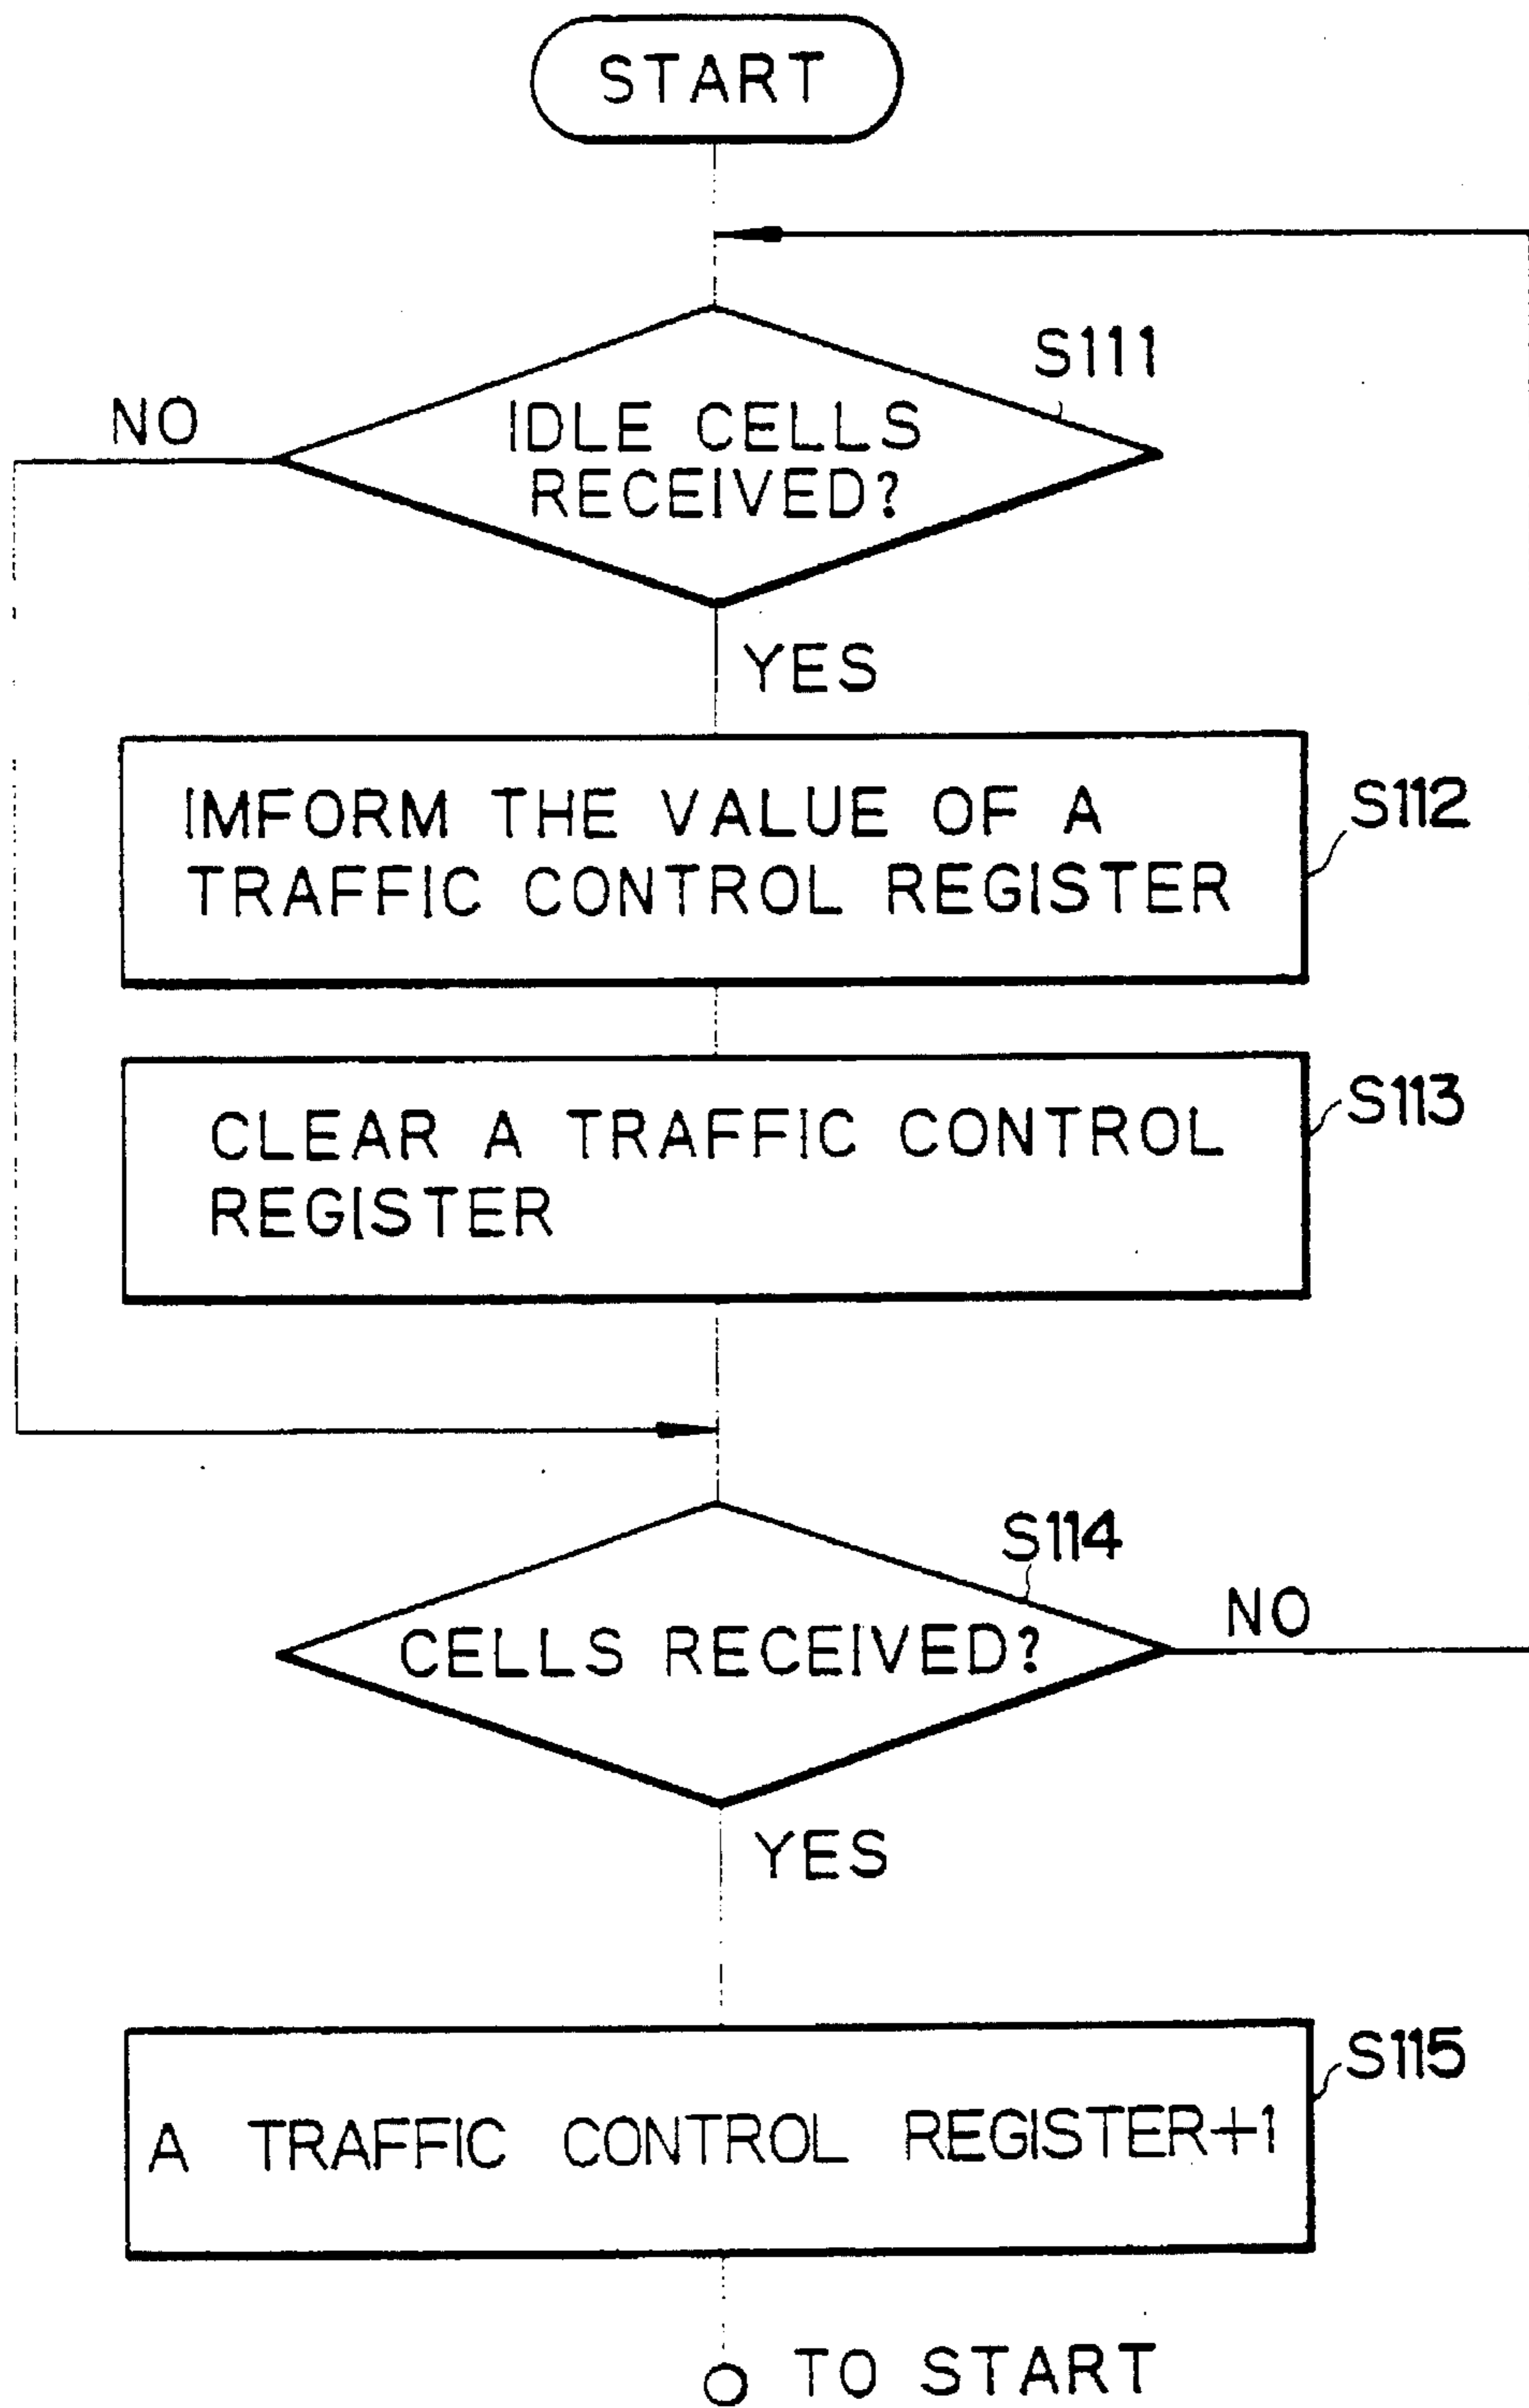 START
S111
NO
IDLE CELLS
RECEIVED?
YES
IMFORM THE VALUE OF A
TRAFFIC CONTROL REGISTER
S112
CLEAR A TRAFFIC CONTROL
REGISTER
S113
S114
CELLS RECEIVED?
NO
YES
S115
A TRAFFIC CONTROL REGISTER+1
TO START